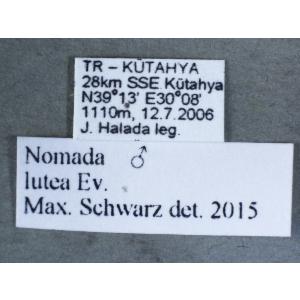 TR – KÜTAHYA
28km SSE Kütahya
N39°13' E30°08'
1110m, 12.7.2006
J. Halada leg.
Nomada ♂
lutea Ev.
Max. Schwarz det. 2015